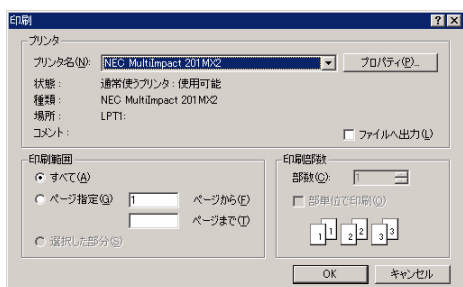 印刷
プリンタ
プリンタ名(N): NEC MultiImpact 201MX2 プロパティ(P)...
状態: 通常使うプリンタ : 使用可能
種類: NEC MultiImpact 201MX2
場所: LPT1:
コメント: ファイルへ出力(L)
印刷範囲
すべて(A)
ページ指定(G) 1 ページから(F)
ページまで(T)
選択した部分(S)
印刷部数
部数(C): 1
部単位で印刷(O)
1 1 2 2 3 3
OK キャンセル